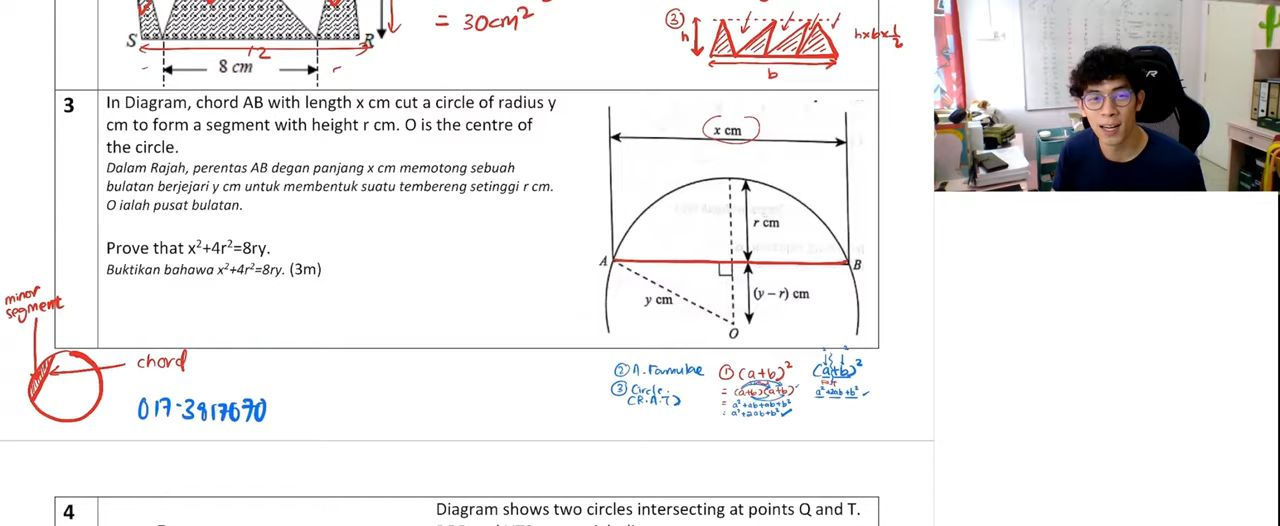 S
R
12
8 cm
= 30cm²
③
h
h×b×½
b
3
In Diagram, chord AB with length x cm cut a circle of radius y
cm to form a segment with height r cm. O is the centre of
the circle.
Dalam Rajah, perentas AB degan panjang x cm memotong sebuah
bulatan berjejari y cm untuk membentuk suatu tembereng setinggi r cm.
O ialah pusat bulatan.
Prove that x²+4r²=8ry.
Buktikan bahawa x²+4r²=8ry. (3m)
x cm
r cm
A
B
y cm
(y – r) cm
O
minor
segment
chord
017-3817670
② A. Formulae
③ Circle
(R.A.T)
① (a+b)²
= (a+b)(a+b)
= a²+ab+ab+b²
= a²+2ab+b²
(a+b)²
a²+2ab+b²
4
Diagram shows two circles intersecting at points Q and T.